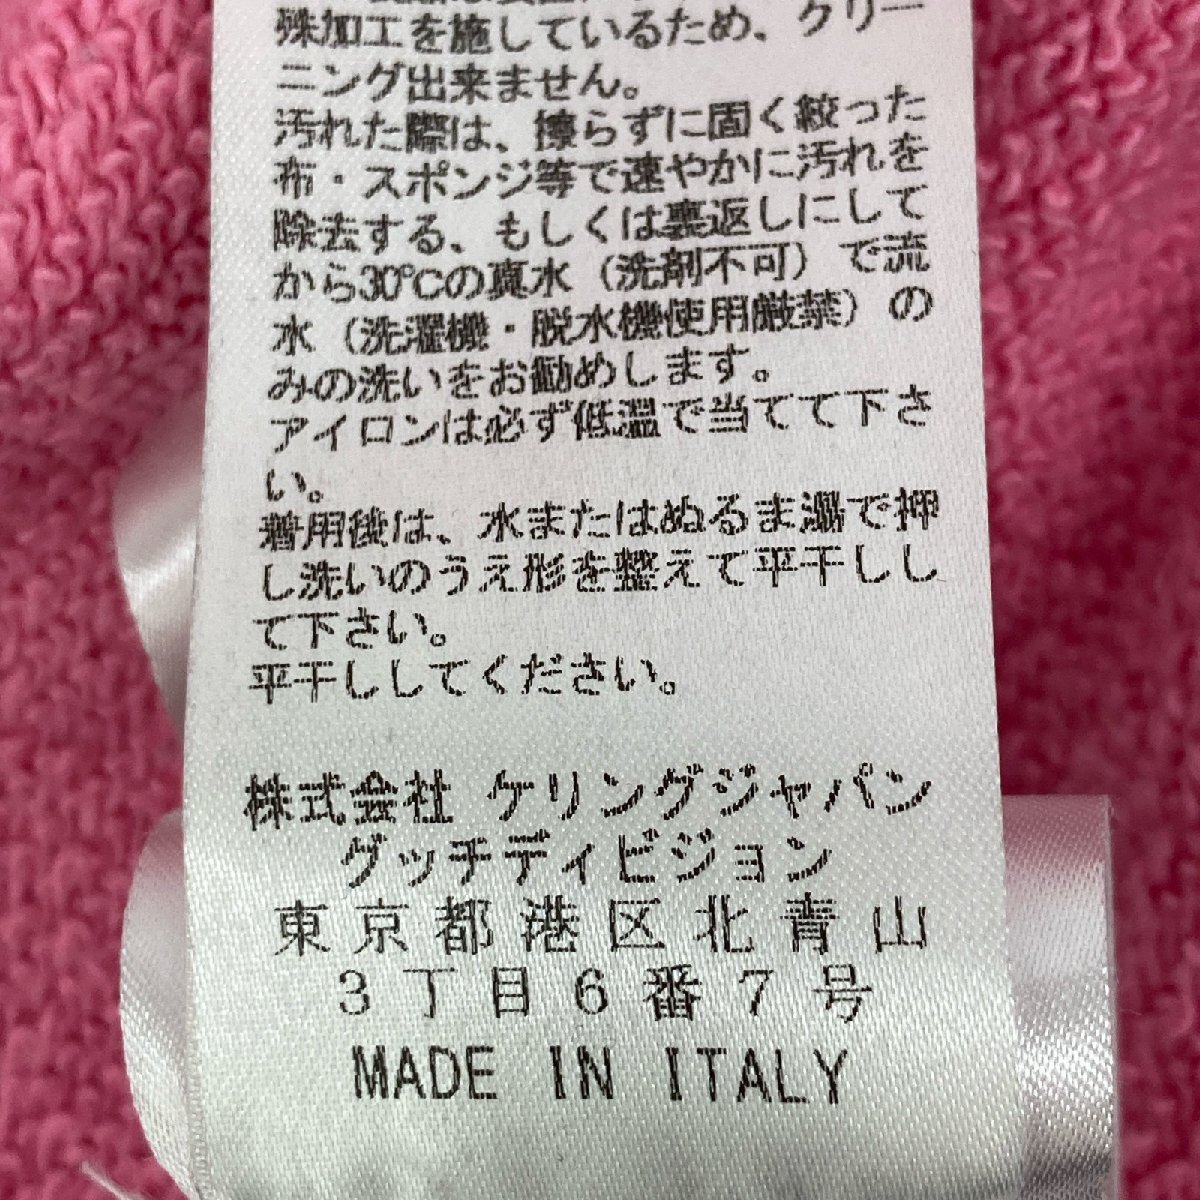 殊加工を施しているため、クリー
ニング出来ません。
汚れた際は、擦らずに固く絞った
布・スポンジ等で速やかに汚れを
除去する、もしくは裏返しにして
から30℃の真水（洗剤不可）で流
水（洗濯機・脱水機使用厳禁）の
みの洗いをお勧めします。
アイロンは必ず低温で当てて下さ
い。
着用後は、水またはぬるま湯で押
し洗いのうえ形を整えて平干しし
て下さい。
平干ししてください。
株式会社 ケリングジャパン
グッチディビジョン
東京都港区北青山
3丁目6番7号
MADE IN ITALY